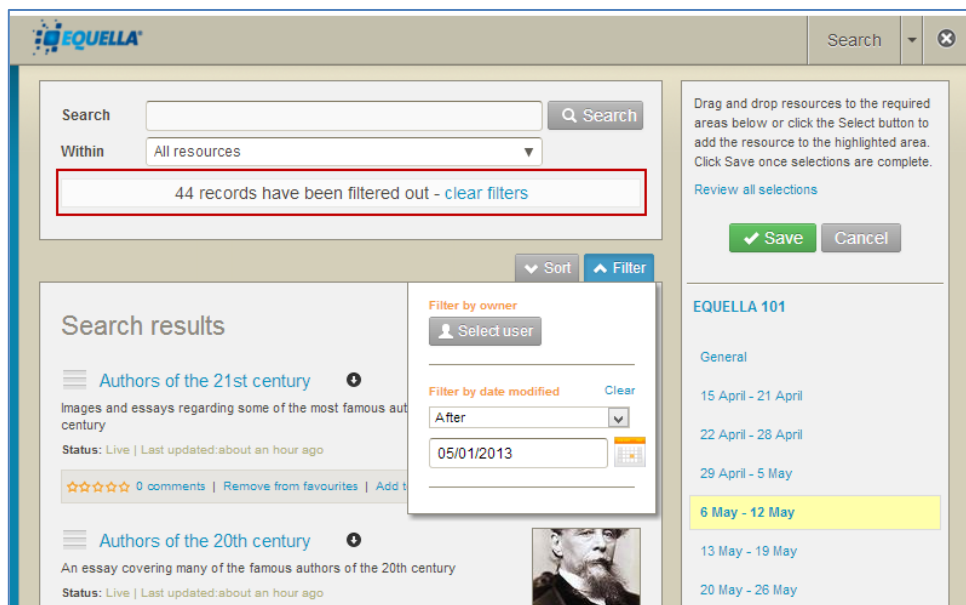 EQUELLA®
Search
Search
Search
Within
All resources
44 records have been filtered out - clear filters
Sort
Filter
Search results
Authors of the 21st century
Images and essays regarding some of the most famous aut
century
Status: Live | Last updated:about an hour ago
0 comments | Remove from favourites | Add t
Authors of the 20th century
An essay covering many of the famous authors of the 20th century
Status: Live | Last updated:about an hour ago
Filter by owner
Select user
Filter by date modified
Clear
After
05/01/2013
Drag and drop resources to the required
areas below or click the Select button to
add the resource to the highlighted area.
Click Save once selections are complete.
Review all selections
Save
Cancel
EQUELLA 101
General
15 April - 21 April
22 April - 28 April
29 April - 5 May
6 May - 12 May
13 May - 19 May
20 May - 26 May